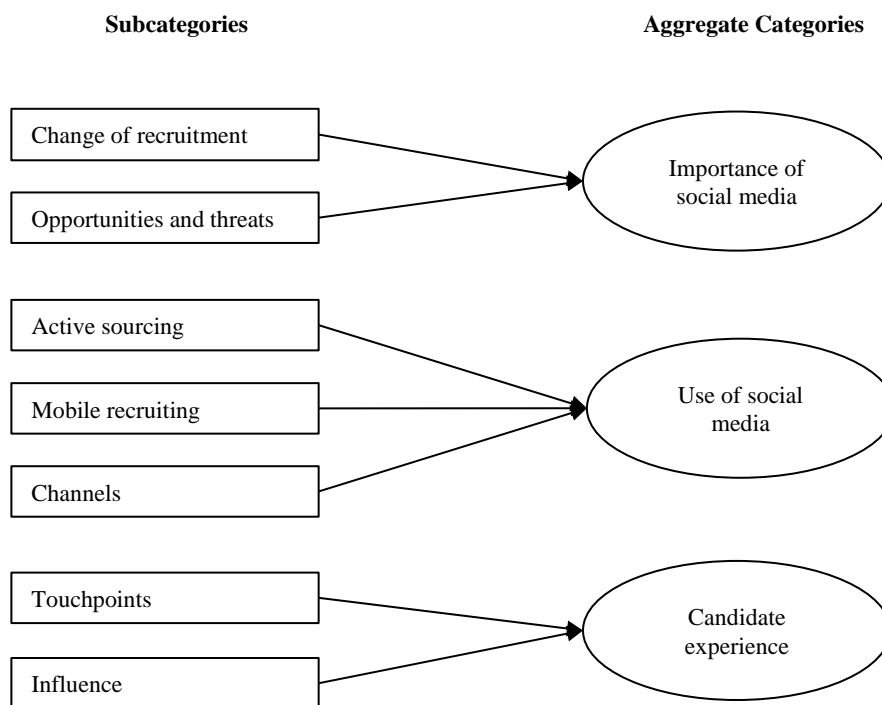 Subcategories
Aggregate Categories
Change of recruitment
Opportunities and threats
Importance of
social media
Active sourcing
Mobile recruiting
Channels
Use of social
media
Touchpoints
Influence
Candidate
experience